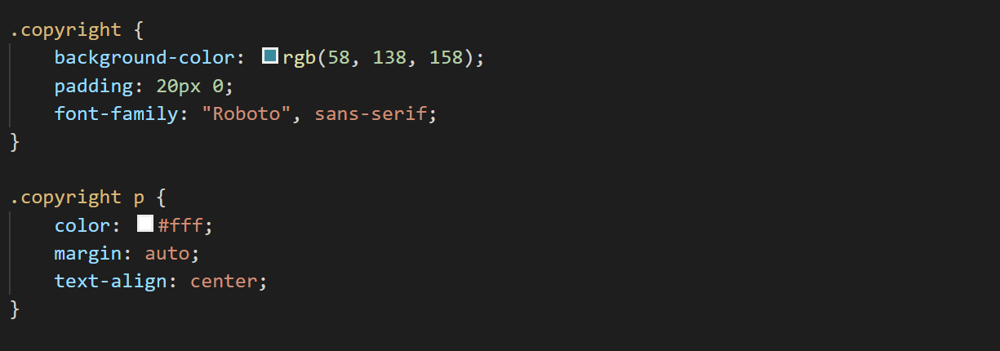 .copyright {
    background-color: rgb(58, 138, 158);
    padding: 20px 0;
    font-family: "Roboto", sans-serif;
}

.copyright p {
    color: #fff;
    margin: auto;
    text-align: center;
}